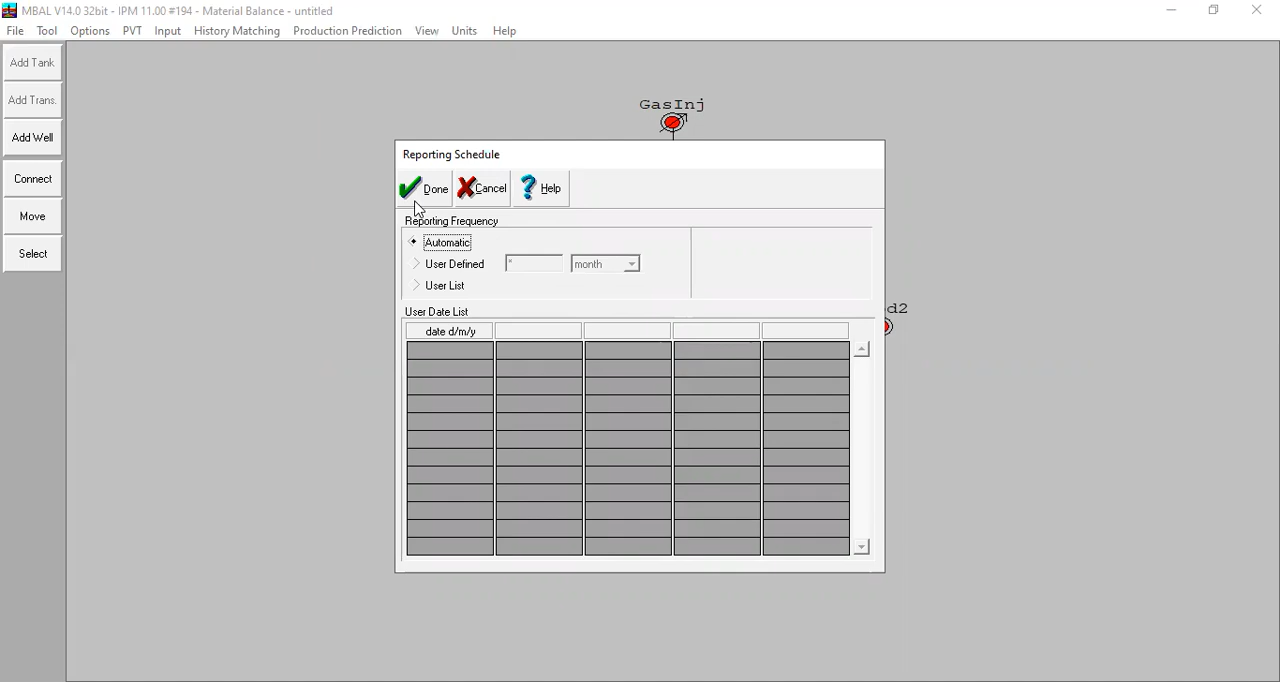 MBAL V14.0 32bit - IPM 11.00 #194 - Material Balance - untitled
File Tool Options PVT Input History Matching Production Prediction View Units Help
Add Tank
Add Trans.
Add Well
Connect
Move
Select
GasInj
Reporting Schedule
Done Cancel Help
Reporting Frequency
Automatic
User Defined * month
User List
d2
User Date List
date d/m/y